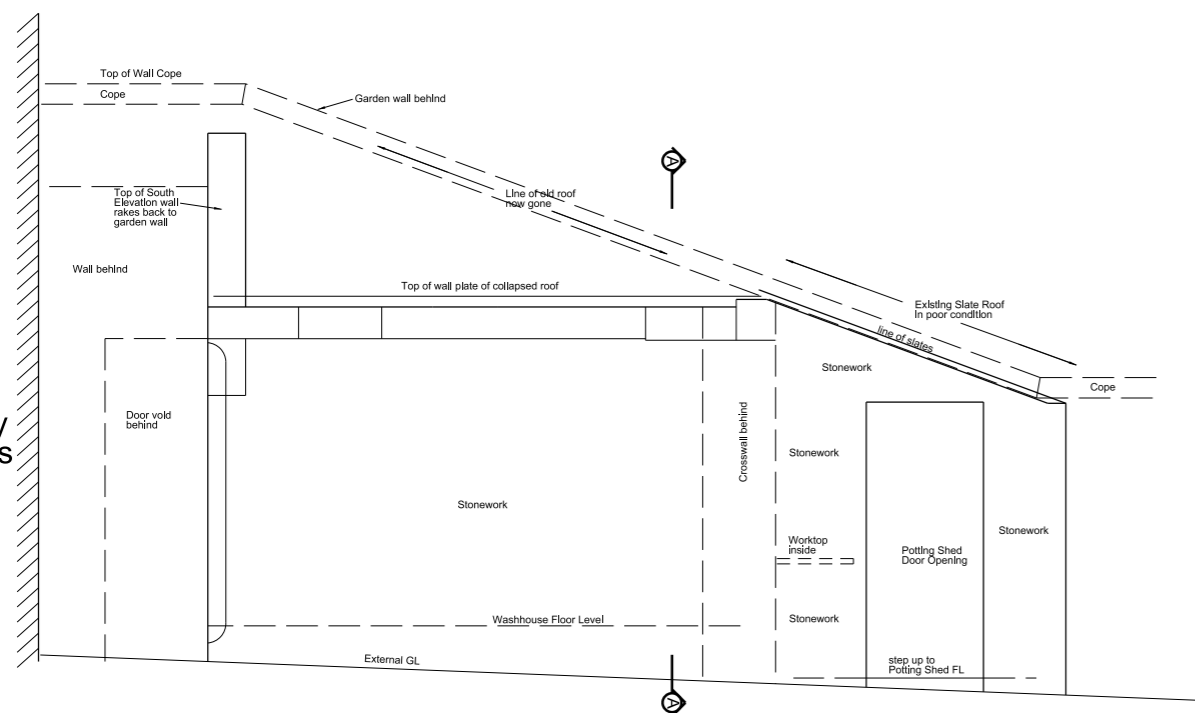 Top of Wall Cope
Cope
Garden wall behind
A
Top of South
Elevation wall
rakes back to
garden wall
Line of old roof
now gone
Wall behind
Top of wall plate of collapsed roof
Existing Slate Roof
in poor condition
line of slates
Stonework
Cope
Door void
behind
y
s
Crosswall behind
Stonework
Stonework
Stonework
Worktop
inside
Potting Shed
Door Opening
Washhouse Floor Level
Stonework
External GL
step up to
Potting Shed FL
A